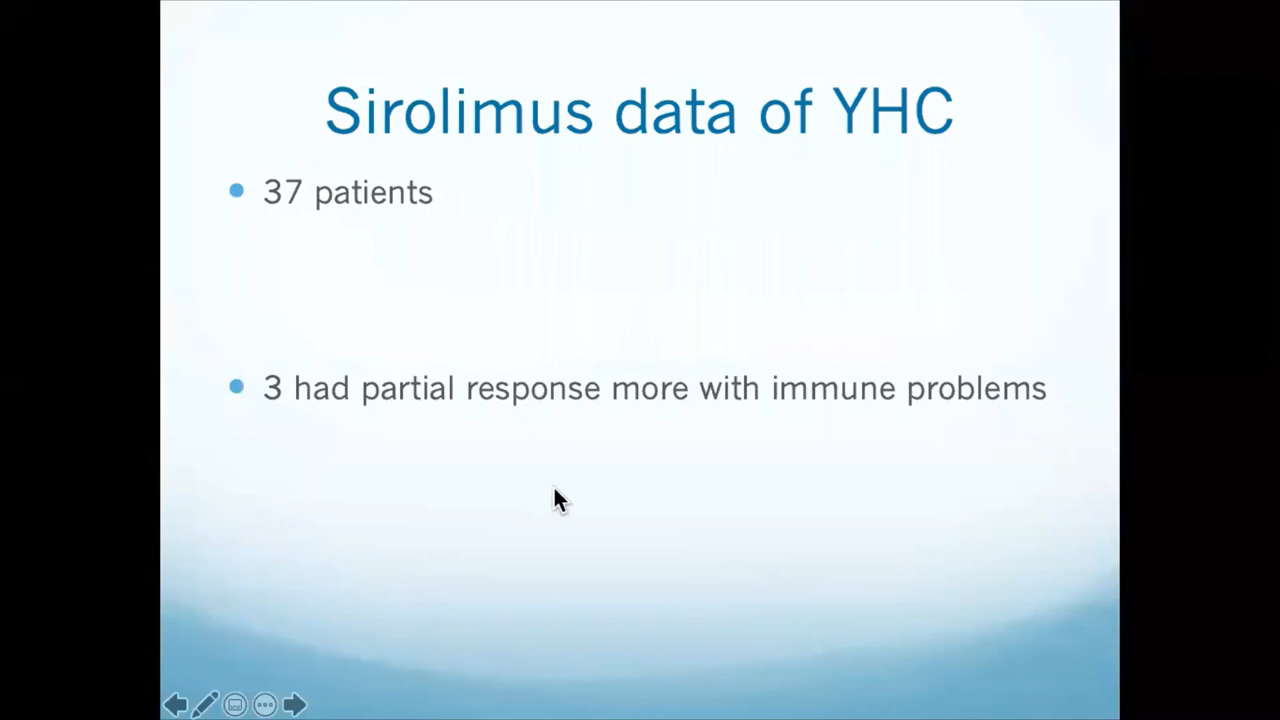 Sirolimus data of YHC
37 patients
3 had partial response more with immune problems